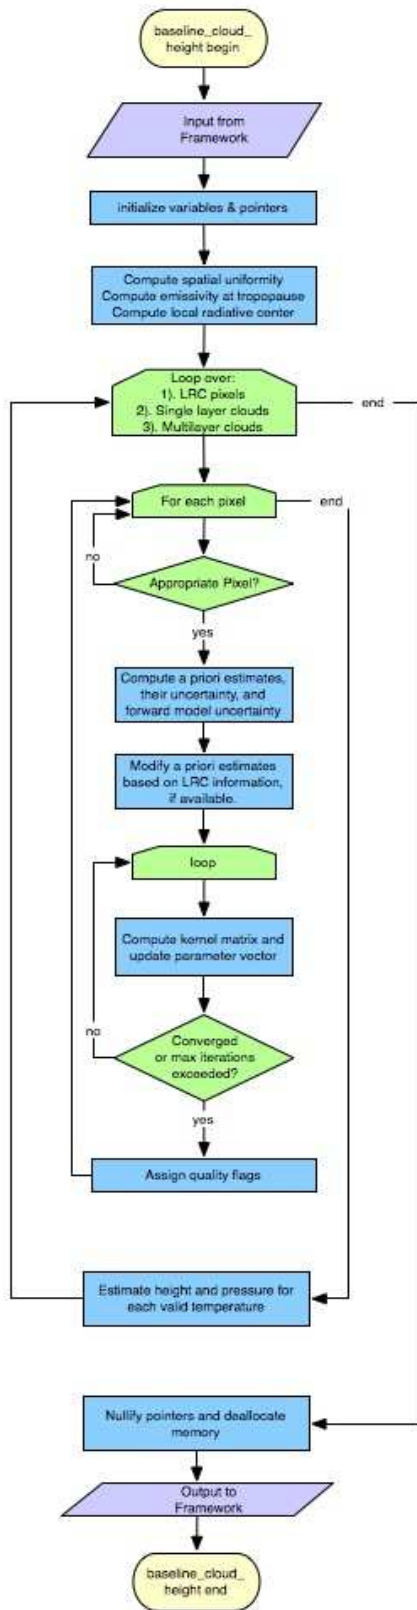 baseline_cloud_
height begin
Input from
Framework
initialize variables & pointers
Compute spatial uniformity
Compute emissivity at tropopause
Compute local radiative center
Loop over:
1). LRC pixels
2). Single layer clouds
3). Multilayer clouds
end
For each pixel
end
no
Appropriate Pixel?
yes
Compute a priori estimates,
their uncertainty, and
forward model uncertainty
Modify a priori estimates
based on LRC information,
if available.
loop
Compute kernel matrix and
update parameter vector
no
Converged
or max iterations
exceeded?
yes
Assign quality flags
Estimate height and pressure for
each valid temperature
Nullify pointers and deallocate
memory
Output to
Framework
baseline_cloud_
height end